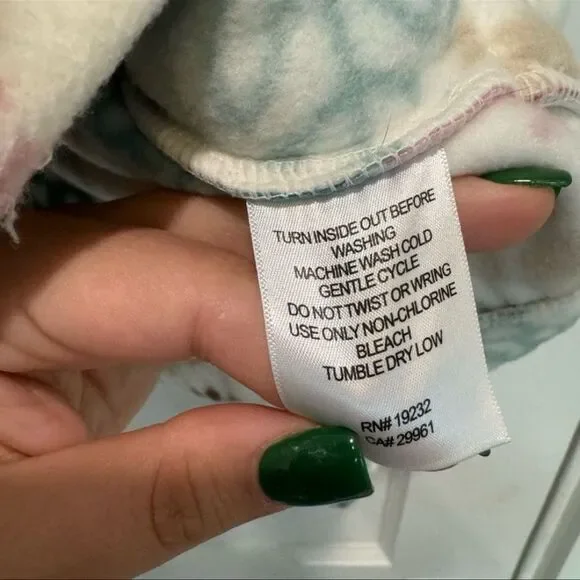 TURN INSIDE OUT BEFORE
WASHING
MACHINE WASH COLD
GENTLE CYCLE
DO NOT TWIST OR WRING
USE ONLY NON-CHLORINE
BLEACH
TUMBLE DRY LOW
RN# 19232
CA# 29961